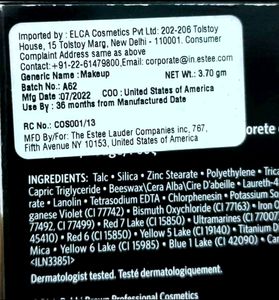 Imported by : ELCA Cosmetics Pvt Ltd: 202-206 Tolstoy
House, 15 Tolstoy Marg, New Delhi - 110001. Consumer
Complaint Address same as above
Contact:+91-22-61479800,Email: corporate@in.estee.com
Generic Name : Makeup
NET WT.: 3.70 gm
Batch No.: A62
Mfg Date :07/2022 COO : United States of America
Use By : 36 months from Manufactured Date
RC No.: COS001/13
MFD By/For: The Estee Lauder Companies inc, 767,
Fifth Avenue NY 10153, United States of America
INGREDIENTS: Talc • Silica • Zinc Stearate • Polyethylene •
Capric Triglyceride • Beeswax\Cera Alba\Cire D'abeille • Laureth-4
• Lanolin • Tetrasodium EDTA • Chlorphenesin • Potassium
ganese Violet (CI 77742) • Bismuth Oxychloride (CI 77163) •
77492, CI 77499) • Red 7 Lake (CI 15850) • Ultramarines (CI
45410) • Red 6 (CI 15850) • Yellow 5 Lake (CI 19140) • Titanium
Mica • Yellow 6 Lake (CI 15985) • Blue 1 Lake (CI 42090)
<ILN33851>
Dermatologist tested. Testé dermatologiquement.
Brown Professional Cosmetics